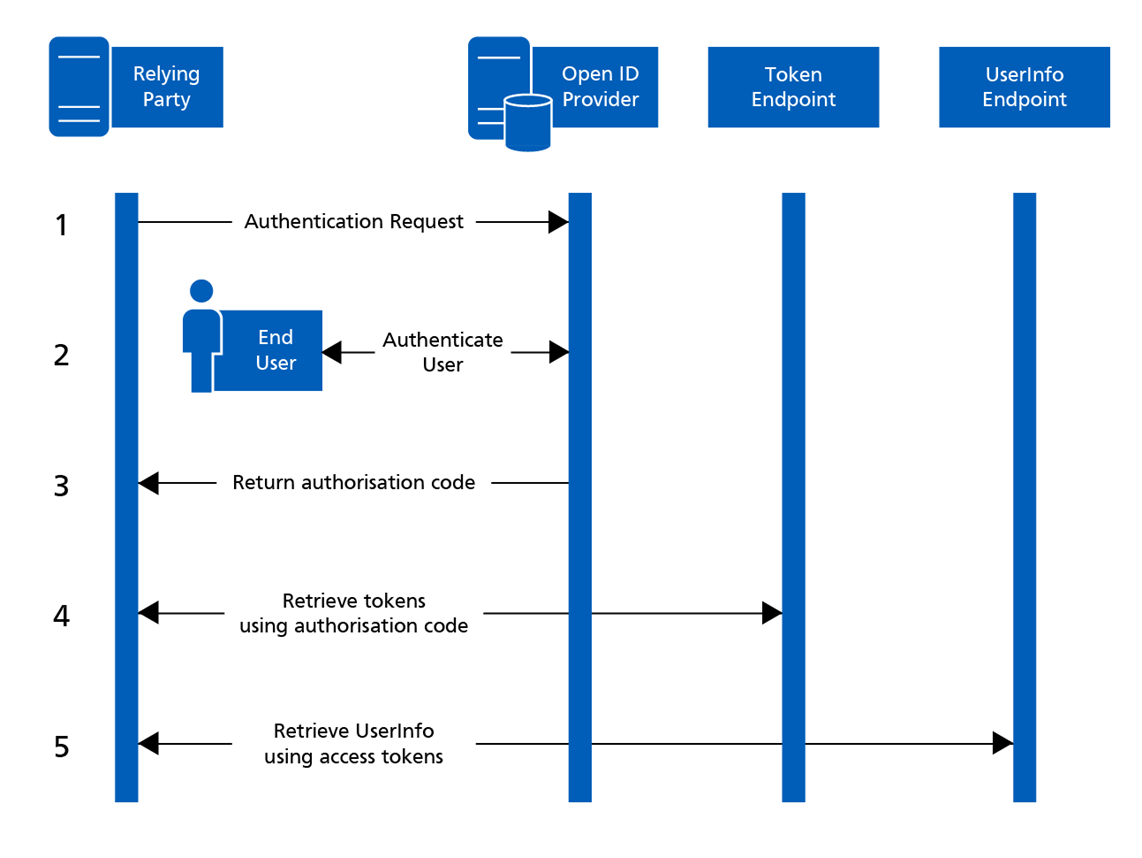 Relying
Party
Open ID
Provider
Token
Endpoint
UserInfo
Endpoint
1
Authentication Request
2
End
User
Authenticate
User
3
Return authorisation code
4
Retrieve tokens
using authorisation code
5
Retrieve UserInfo
using access tokens